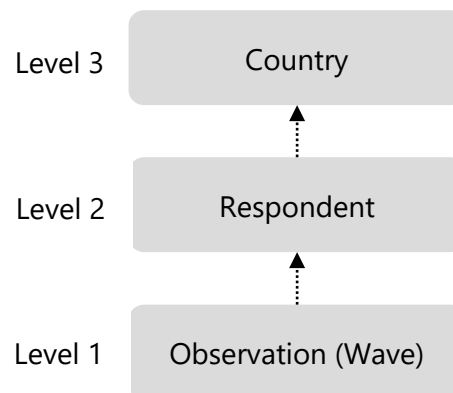 Level 3 Country
Level 2 Respondent
Level 1 Observation (Wave)